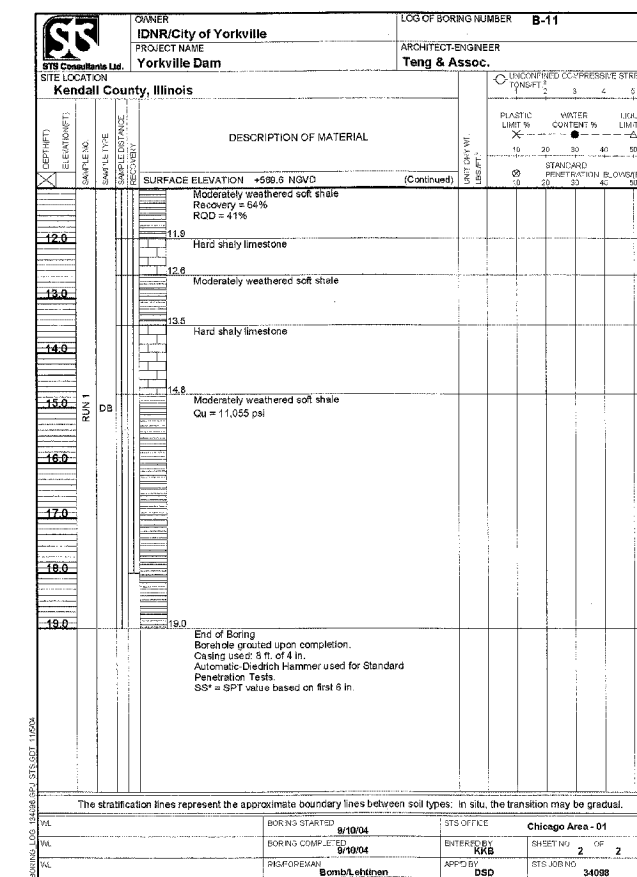 STS
STS Consultants Ltd.
OWNER
IDNR/City of Yorkville
LOG OF BORING NUMBER B-11
PROJECT NAME
Yorkville Dam
ARCHITECT-ENGINEER
Teng & Assoc.
SITE LOCATION
Kendall County, Illinois
UNCONFINED COMPRESSIVE STRE
TONS/FT.2
1 2 3 4 5
PLASTIC LIMIT %
WATER CONTENT %
LIQU LIMIT
10 20 30 40 50
STANDARD
PENETRATION BLOWS/(
10 20 30 40 50
DEPTH(FT)
ELEVATION(FT)
SAMPLE NO.
SAMPLE TYPE
SAMPLE DISTANCE
RECOVERY
DESCRIPTION OF MATERIAL
UNIT DRY WT.
LBS./FT.3
SURFACE ELEVATION +569.6 NGVD (Continued)
Moderately weathered soft shale
Recovery = 64%
RQD = 41%
11.9
12.0
Hard shaly limestone
12.6
Moderately weathered soft shale
13.0
13.5
Hard shaly limestone
14.0
14.8
Moderately weathered soft shale
15.0
Qu = 11,055 psi
RUN 1
DB
16.0
17.0
18.0
19.0
19.0
End of Boring
Borehole grouted upon completion.
Casing used: 8 ft. of 4 in.
Automatic-Diedrich Hammer used for Standard
Penetration Tests.
SS* = SPT value based on first 6 in.
The stratification lines represent the approximate boundary lines between soil types: in situ, the transition may be gradual.
WL
BORING STARTED
9/10/04
STS OFFICE
Chicago Area - 01
WL
BORING COMPLETED
9/10/04
ENTERED BY
KKB
SHEET NO. OF
2 2
WL
RIG/FOREMAN
Bomb/Lehtinen
APP'D BY
DSD
STS JOB NO.
34098